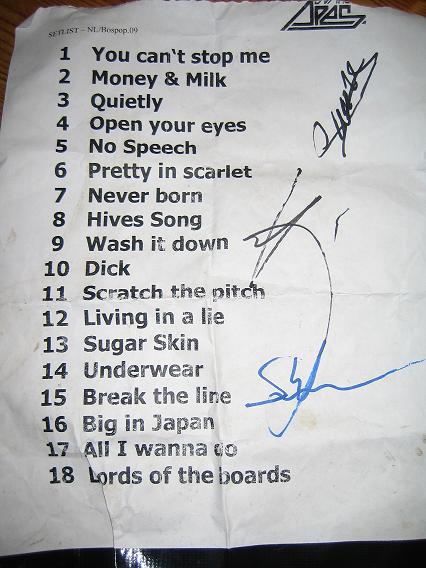 SETLIST – NL/Bospop.09
1 You can't stop me
2 Money & Milk
3 Quietly
4 Open your eyes
5 No Speech
6 Pretty in scarlet
7 Never born
8 Hives Song
9 Wash it down
10 Dick
11 Scratch the pitch
12 Living in a lie
13 Sugar Skin
14 Underwear
15 Break the line
16 Big in Japan
17 All I wanna do
18 Lords of the boards